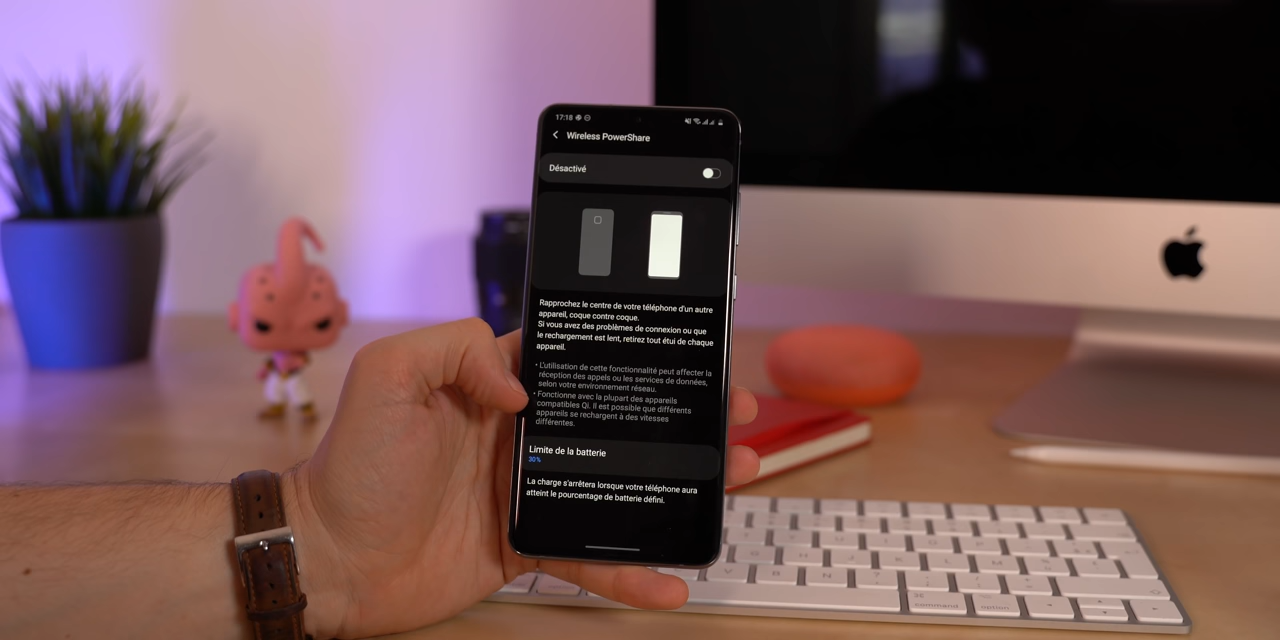 17:18
Wireless PowerShare
Désactivé
Rapprochez le centre de votre téléphone d'un autre
appareil, coque contre coque.
Si vous avez des problèmes de connexion ou que
le rechargement est lent, retirez tout étui de chaque
appareil.
• L'utilisation de cette fonctionnalité peut affecter la
réception des appels ou les services de données,
selon votre environnement réseau.
• Fonctionne avec la plupart des appareils
compatibles Qi. Il est possible que différents
appareils se rechargent à des vitesses
différentes.
Limite de la batterie
30%
La charge s'arrêtera lorsque votre téléphone aura
atteint le pourcentage de batterie défini.
V B N
command option